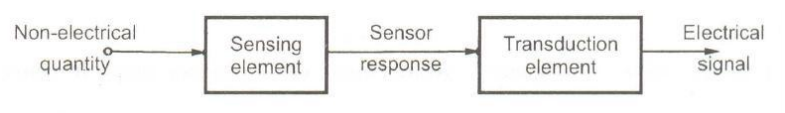 Non-electrical
quantity
Sensing
element
Sensor
response
Transduction
element
Electrical
signal